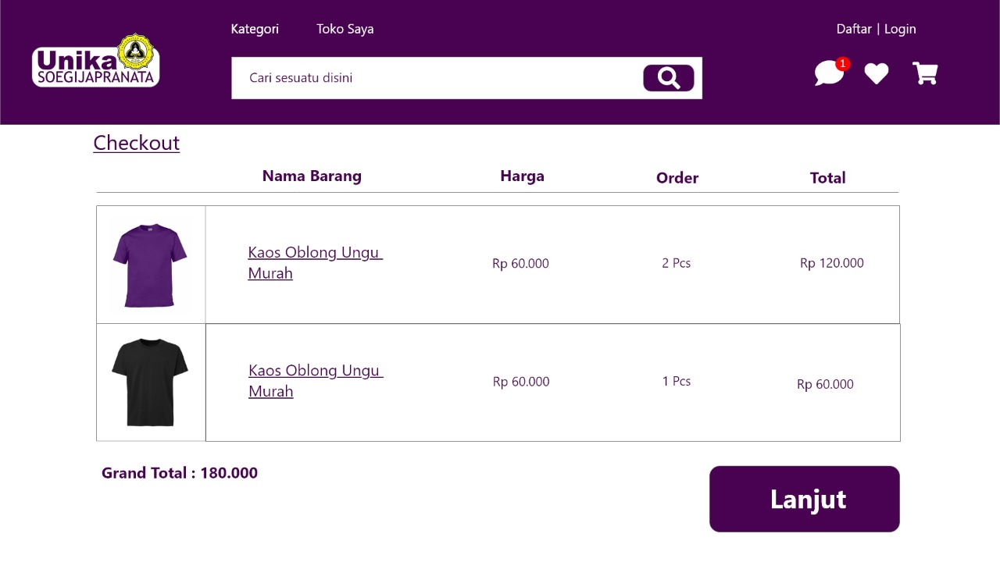 Kategori
Toko Saya
Daftar | Login
Unika
SOEGIJAPRANATA
Cari sesuatu disini
1
Checkout
Nama Barang
Harga
Order
Total
Kaos Oblong Ungu
Murah
Rp 60.000
2 Pcs
Rp 120.000
Kaos Oblong Ungu
Murah
Rp 60.000
1 Pcs
Rp 60.000
Grand Total : 180.000
Lanjut